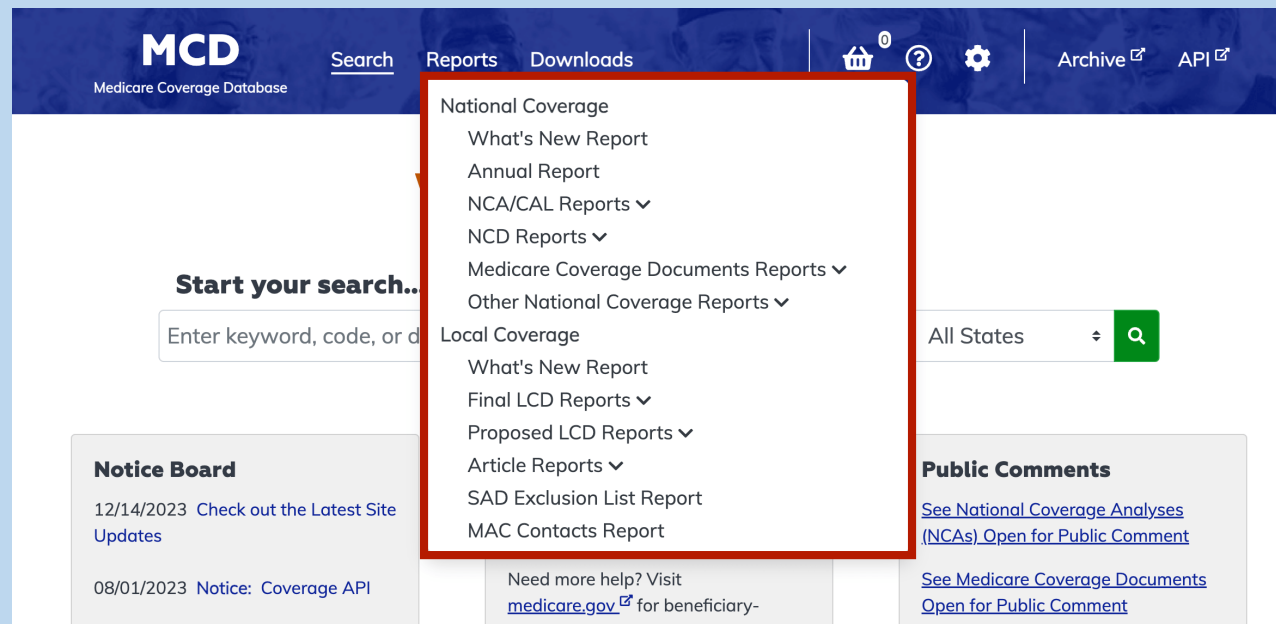 MCD
Medicare Coverage Database
Search
Reports
Downloads
0
Archive
API
National Coverage
What's New Report
Annual Report
NCA/CAL Reports
NCD Reports
Medicare Coverage Documents Reports
Other National Coverage Reports
Local Coverage
What's New Report
Final LCD Reports
Proposed LCD Reports
Article Reports
SAD Exclusion List Report
MAC Contacts Report
Start your search...
Enter keyword, code, or d
All States
Notice Board
12/14/2023 Check out the Latest Site
Updates
08/01/2023 Notice: Coverage API
Need more help? Visit
medicare.gov for beneficiary-
Public Comments
See National Coverage Analyses
(NCAs) Open for Public Comment
See Medicare Coverage Documents
Open for Public Comment